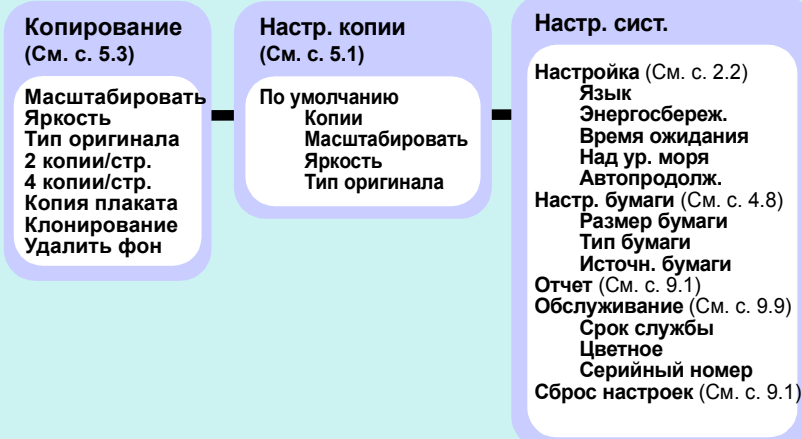 Копирование
(См. с. 5.3)
Масштабировать
Яркость
Тип оригинала
2 копии/стр.
4 копии/стр.
Копия плаката
Клонирование
Удалить фон
Настр. копии
(См. с. 5.1)
По умолчанию
Копии
Масштабировать
Яркость
Тип оригинала
Настр. сист.
Настройка (См. с. 2.2)
Язык
Энергосбереж.
Время ожидания
Над ур. моря
Автопродолж.
Настр. бумаги (См. с. 4.8)
Размер бумаги
Тип бумаги
Источн. бумаги
Отчет (См. с. 9.1)
Обслуживание (См. с. 9.9)
Срок службы
Цветное
Серийный номер
Сброс настроек (См. с. 9.1)